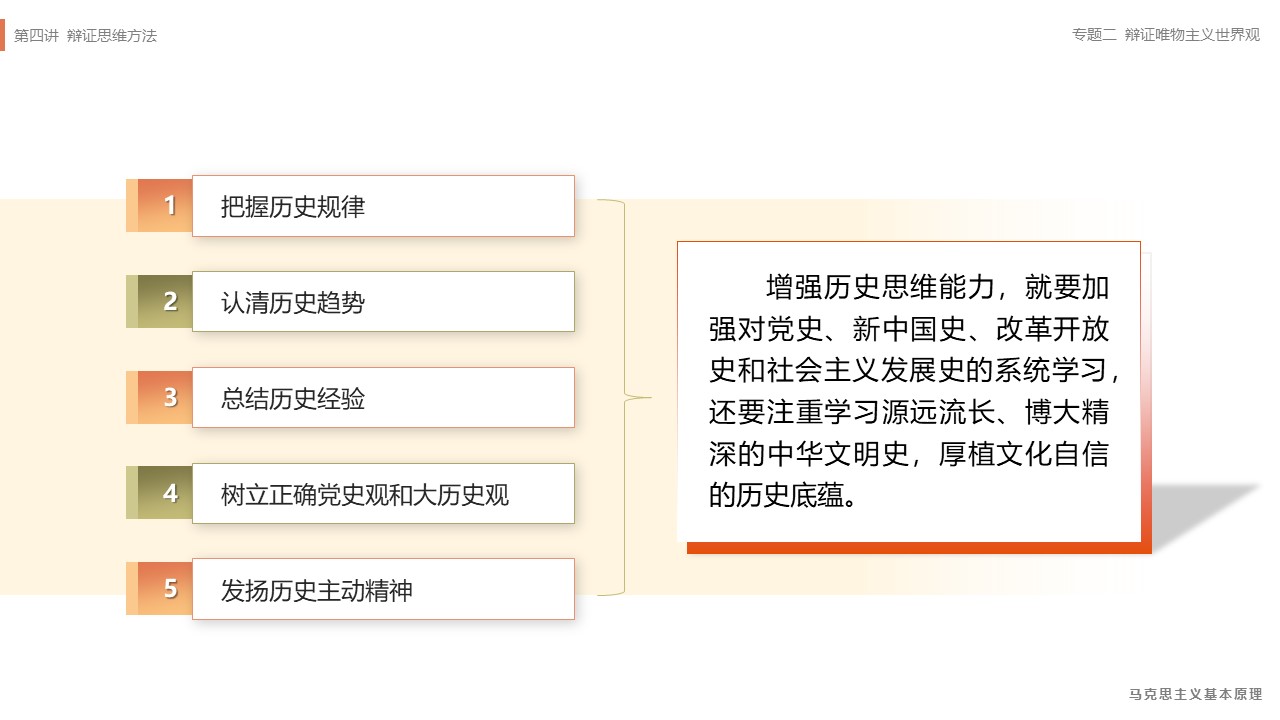 第四讲 辩证思维方法
专题二 辩证唯物主义世界观
1 把握历史规律
2 认清历史趋势
3 总结历史经验
4 树立正确党史观和大历史观
5 发扬历史主动精神
增强历史思维能力，就要加
强对党史、新中国史、改革开放
史和社会主义发展史的系统学习，
还要注重学习源远流长、博大精
深的中华文明史，厚植文化自信
的历史底蕴。
马克思主义基本原理